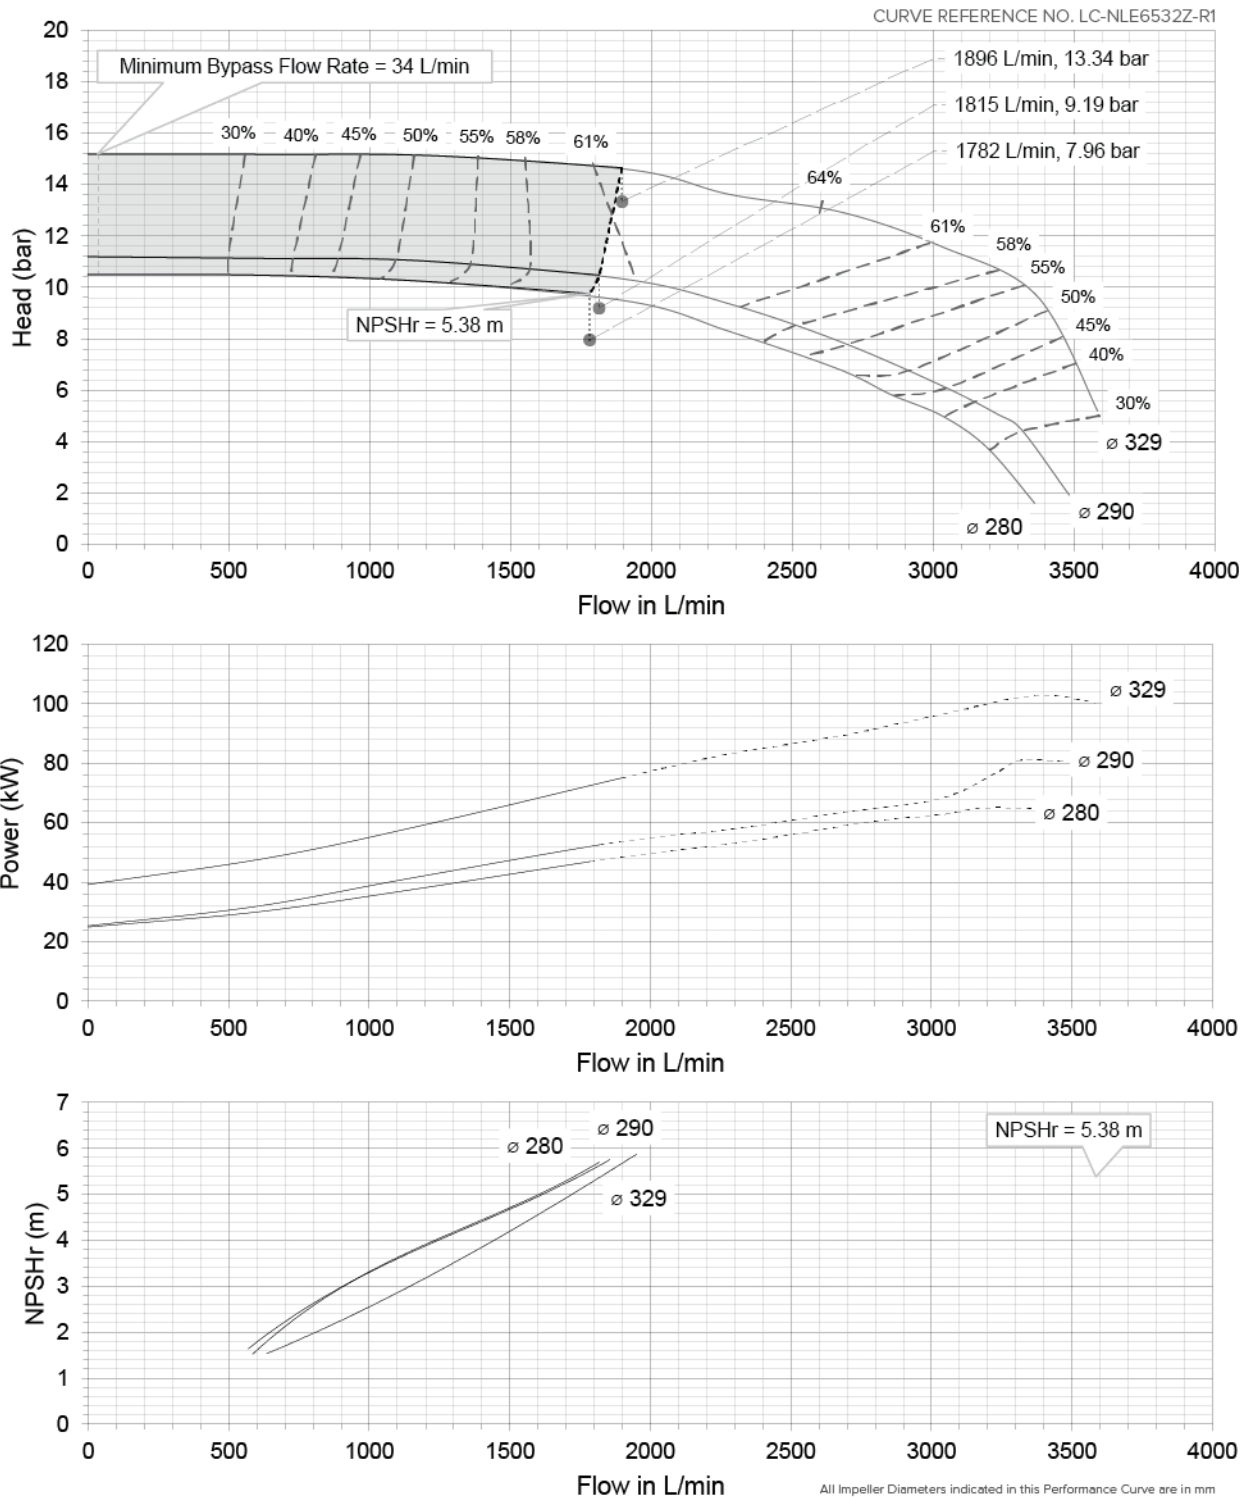 CURVE REFERENCE NO. LC-NLE6532Z-R1
20
18
16
14
12
10
8
6
4
2
0
Head (bar)
Minimum Bypass Flow Rate = 34 L/min
1896 L/min, 13.34 bar
1815 L/min, 9.19 bar
1782 L/min, 7.96 bar
30% 40% 45% 50% 55% 58% 61%
64%
61%
58%
55%
50%
45%
40%
30%
NPSHr = 5.38 m
⌀ 329
⌀ 290
⌀ 280
0 500 1000 1500 2000 2500 3000 3500 4000
Flow in L/min
120
100
80
60
40
20
0
Power (kW)
⌀ 329
⌀ 290
⌀ 280
0 500 1000 1500 2000 2500 3000 3500 4000
Flow in L/min
7
6
5
4
3
2
1
0
NPSHr (m)
⌀ 290
⌀ 280
⌀ 329
NPSHr = 5.38 m
0 500 1000 1500 2000 2500 3000 3500 4000
Flow in L/min
All Impeller Diameters indicated in this Performance Curve are in mm